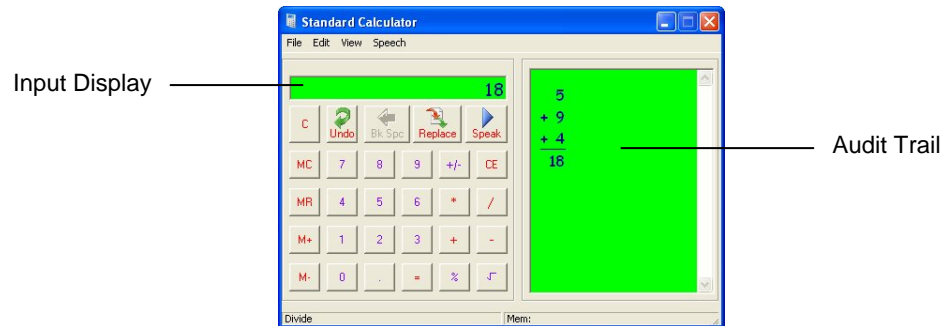 Standard Calculator
File Edit View Speech
Input Display
18
5
+ 9
+ 4
18
Audit Trail
C Undo Bk Spc Replace Speak
MC 7 8 9 +/- CE
MR 4 5 6 * /
M+ 1 2 3 + -
M- 0 . = % √
Divide Mem: